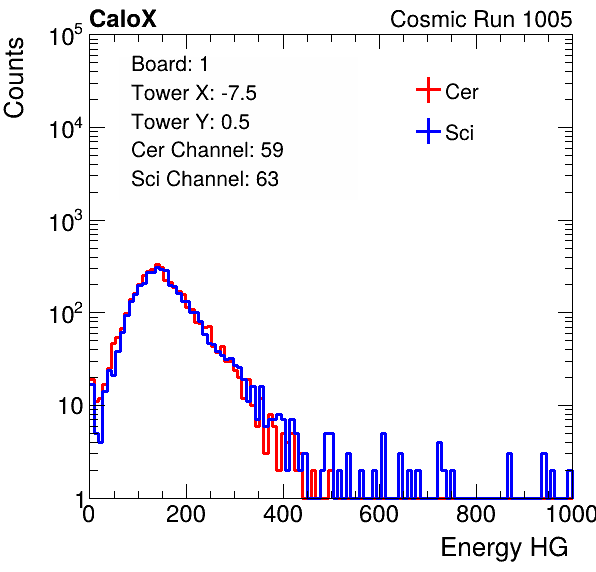 CaloX Cosmic Run 1005
Counts
10^5
10^4
10^3
10^2
10
1
Board: 1
Tower X: -7.5
Tower Y: 0.5
Cer Channel: 59
Sci Channel: 63
Cer
Sci
0 200 400 600 800 1000
Energy HG